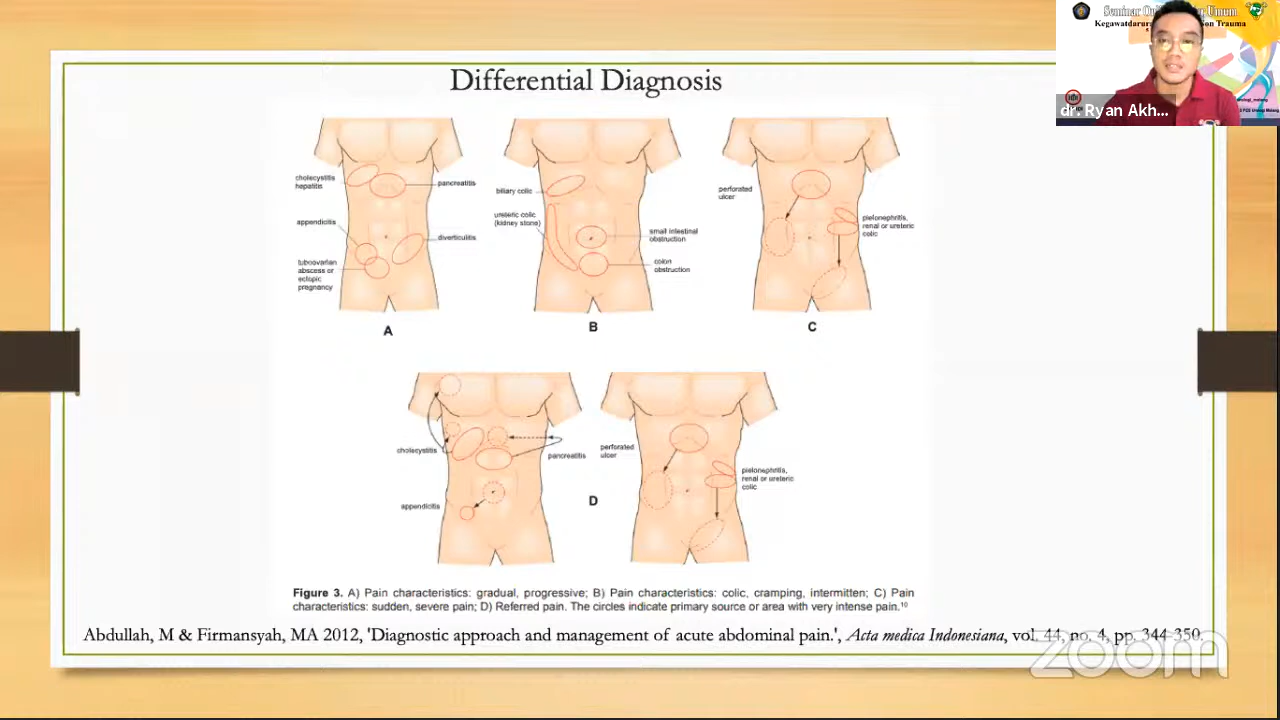 Differential Diagnosis
cholecystitis
hepatitis
pancreatitis
appendicitis
diverticulitis
tuboovarian
abscess or
ectopic
pregnancy
A
biliary colic
ureteric colic
(kidney stone)
small intestinal
obstruction
colon
obstruction
B
perforated
ulcer
pielonephritis,
renal or ureteric
colic
C
cholecystitis
pancreatitis
appendicitis
D
perforated
ulcer
pielonephritis,
renal or ureteric
colic
Figure 3. A) Pain characteristics: gradual, progressive; B) Pain characteristics: colic, cramping, intermitten; C) Pain
characteristics: sudden, severe pain; D) Referred pain. The circles indicate primary source or area with very intense pain.10
Abdullah, M & Firmansyah, MA 2012, 'Diagnostic approach and management of acute abdominal pain.', Acta medica Indonesiana, vol. 44, no. 4, pp. 344-350.
zoom
Seminar Umum
Trauma
dr. Ryan Akh...